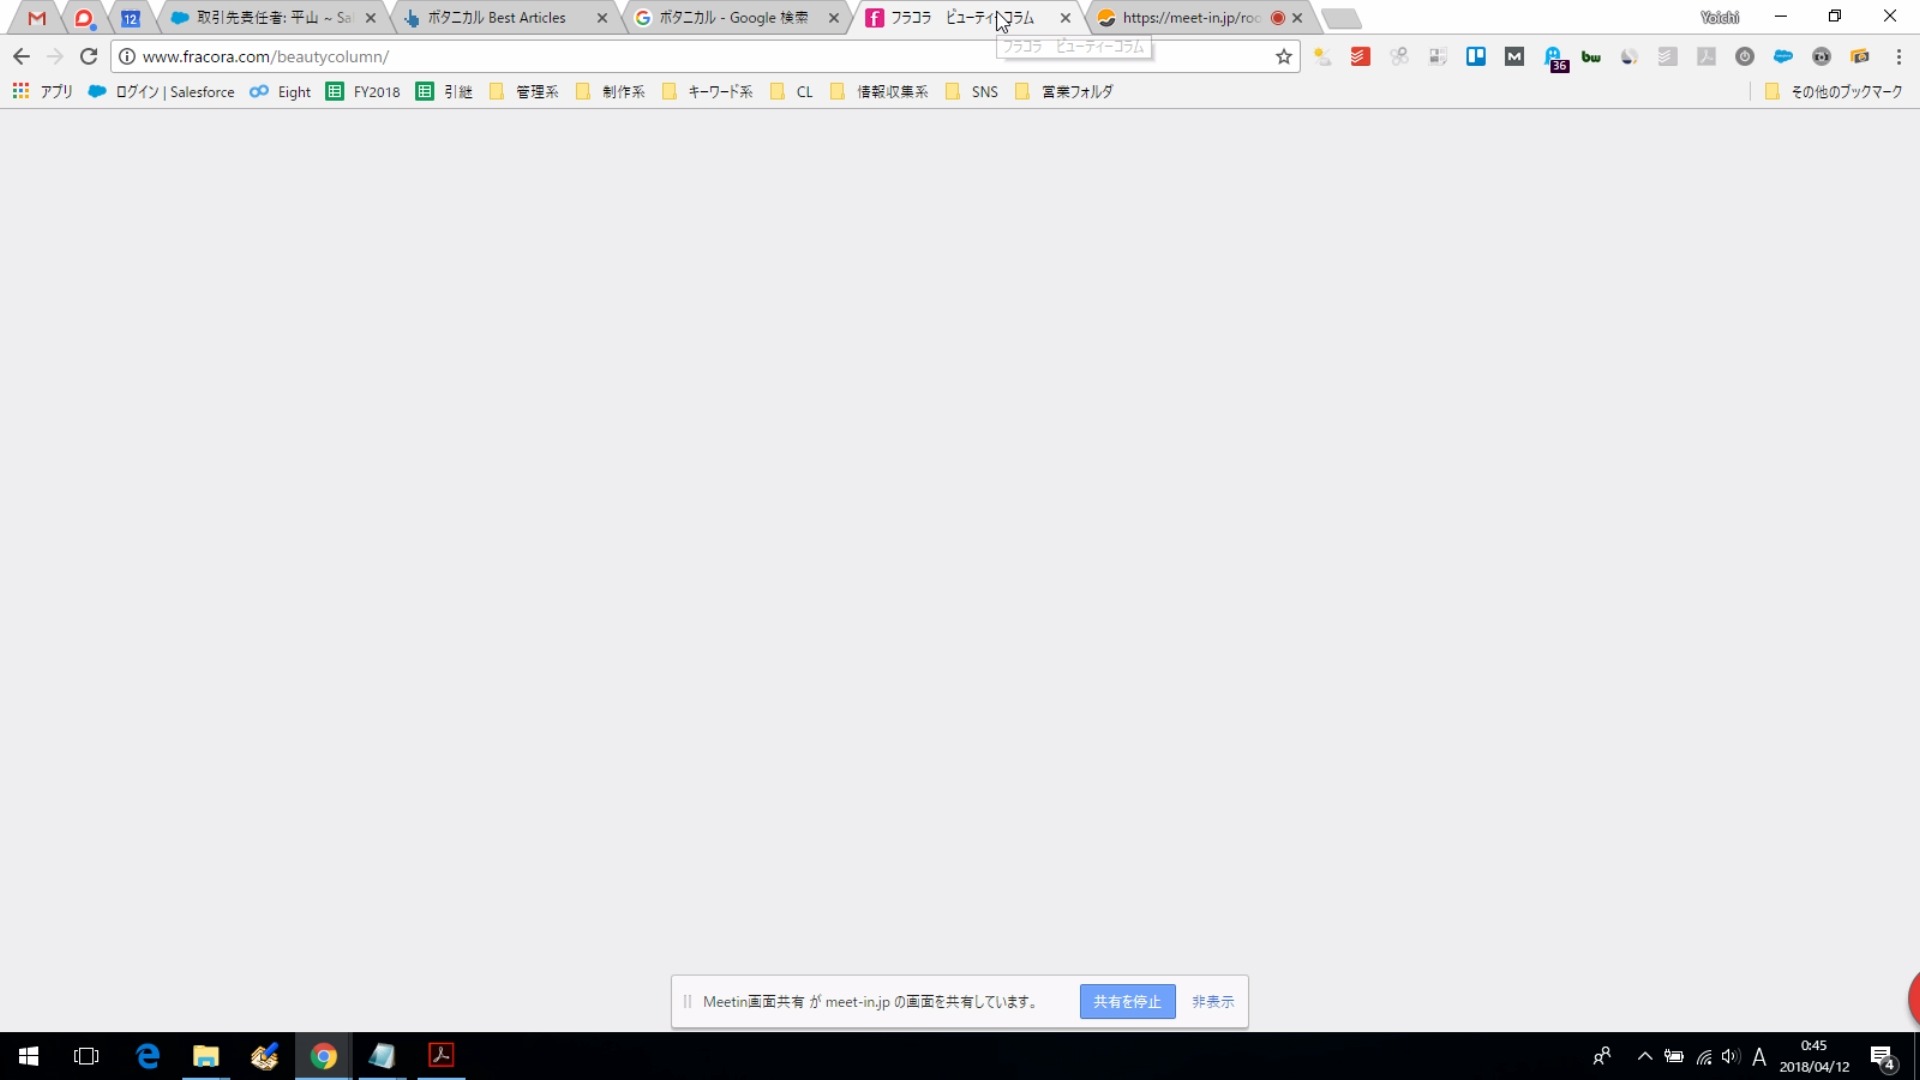 12
取引先責任者: 平山 ~ Sa
ボタニカル Best Articles
ボタニカル - Google 検索
フラコラ ビューティーコラム
https://meet-in.jp/roo
Yoichi
www.fracora.com/beautycolumn/
フラコラ ビューティーコラム
36
bw
アプリ
ログイン | Salesforce
Eight
FY2018
引継
管理系
制作系
キーワード系
CL
情報収集系
SNS
営業フォルダ
その他のブックマーク
Meetin画面共有 が meet-in.jp の画面を共有しています。
共有を停止
非表示
A
0:45
2018/04/12
4